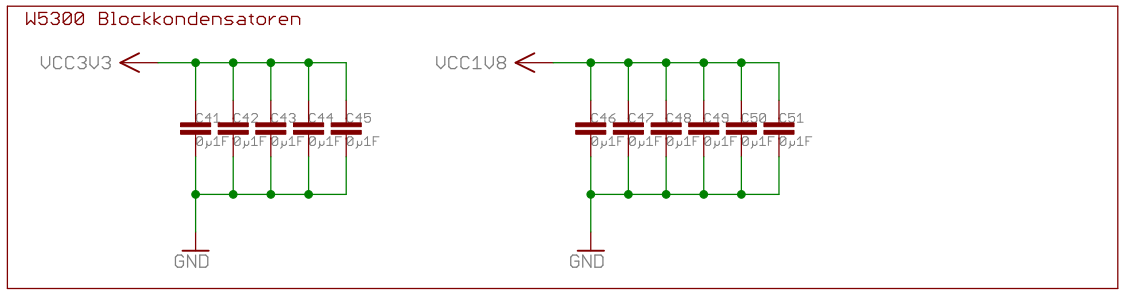 W5300 Blockkondensatoren
VCC3V3
VCC1V8
C41 C42 C43 C44 C45
C46 C47 C48 C49 C50 C51
0µ1F 0µ1F 0µ1F 0µ1F 0µ1F
0µ1F 0µ1F 0µ1F 0µ1F 0µ1F 0µ1F
GND
GND